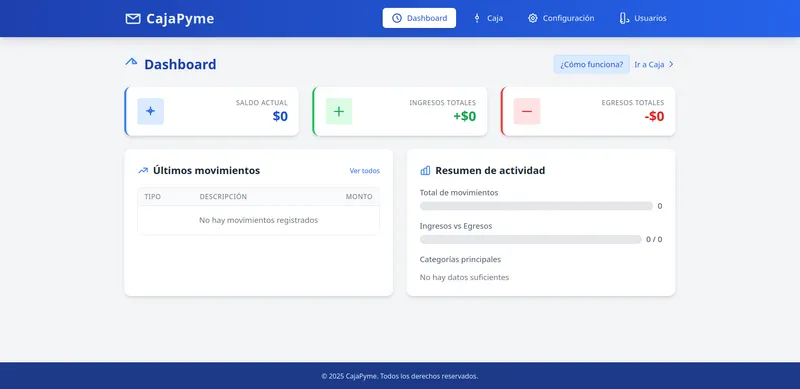 CajaPyme
Dashboard
Caja
Configuración
Usuarios
Dashboard
¿Cómo funciona?
Ir a Caja
SALDO ACTUAL
$0
INGRESOS TOTALES
+$0
EGRESOS TOTALES
-$0
Últimos movimientos
Ver todos
TIPO DESCRIPCIÓN MONTO
No hay movimientos registrados
Resumen de actividad
Total de movimientos
0
Ingresos vs Egresos
0 / 0
Categorías principales
No hay datos suficientes
© 2025 CajaPyme. Todos los derechos reservados.